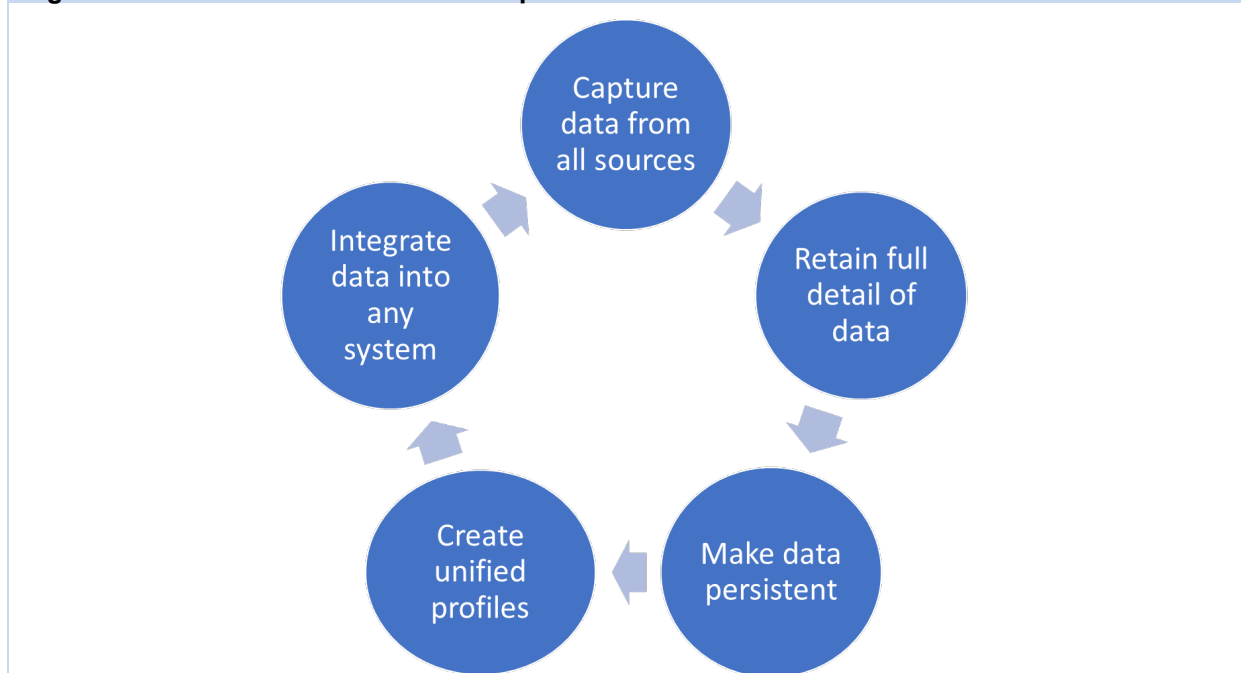 Capture
data from
all sources
Retain full
detail of
data
Make data
persistent
Create
unified
profiles
Integrate
data into
any
system